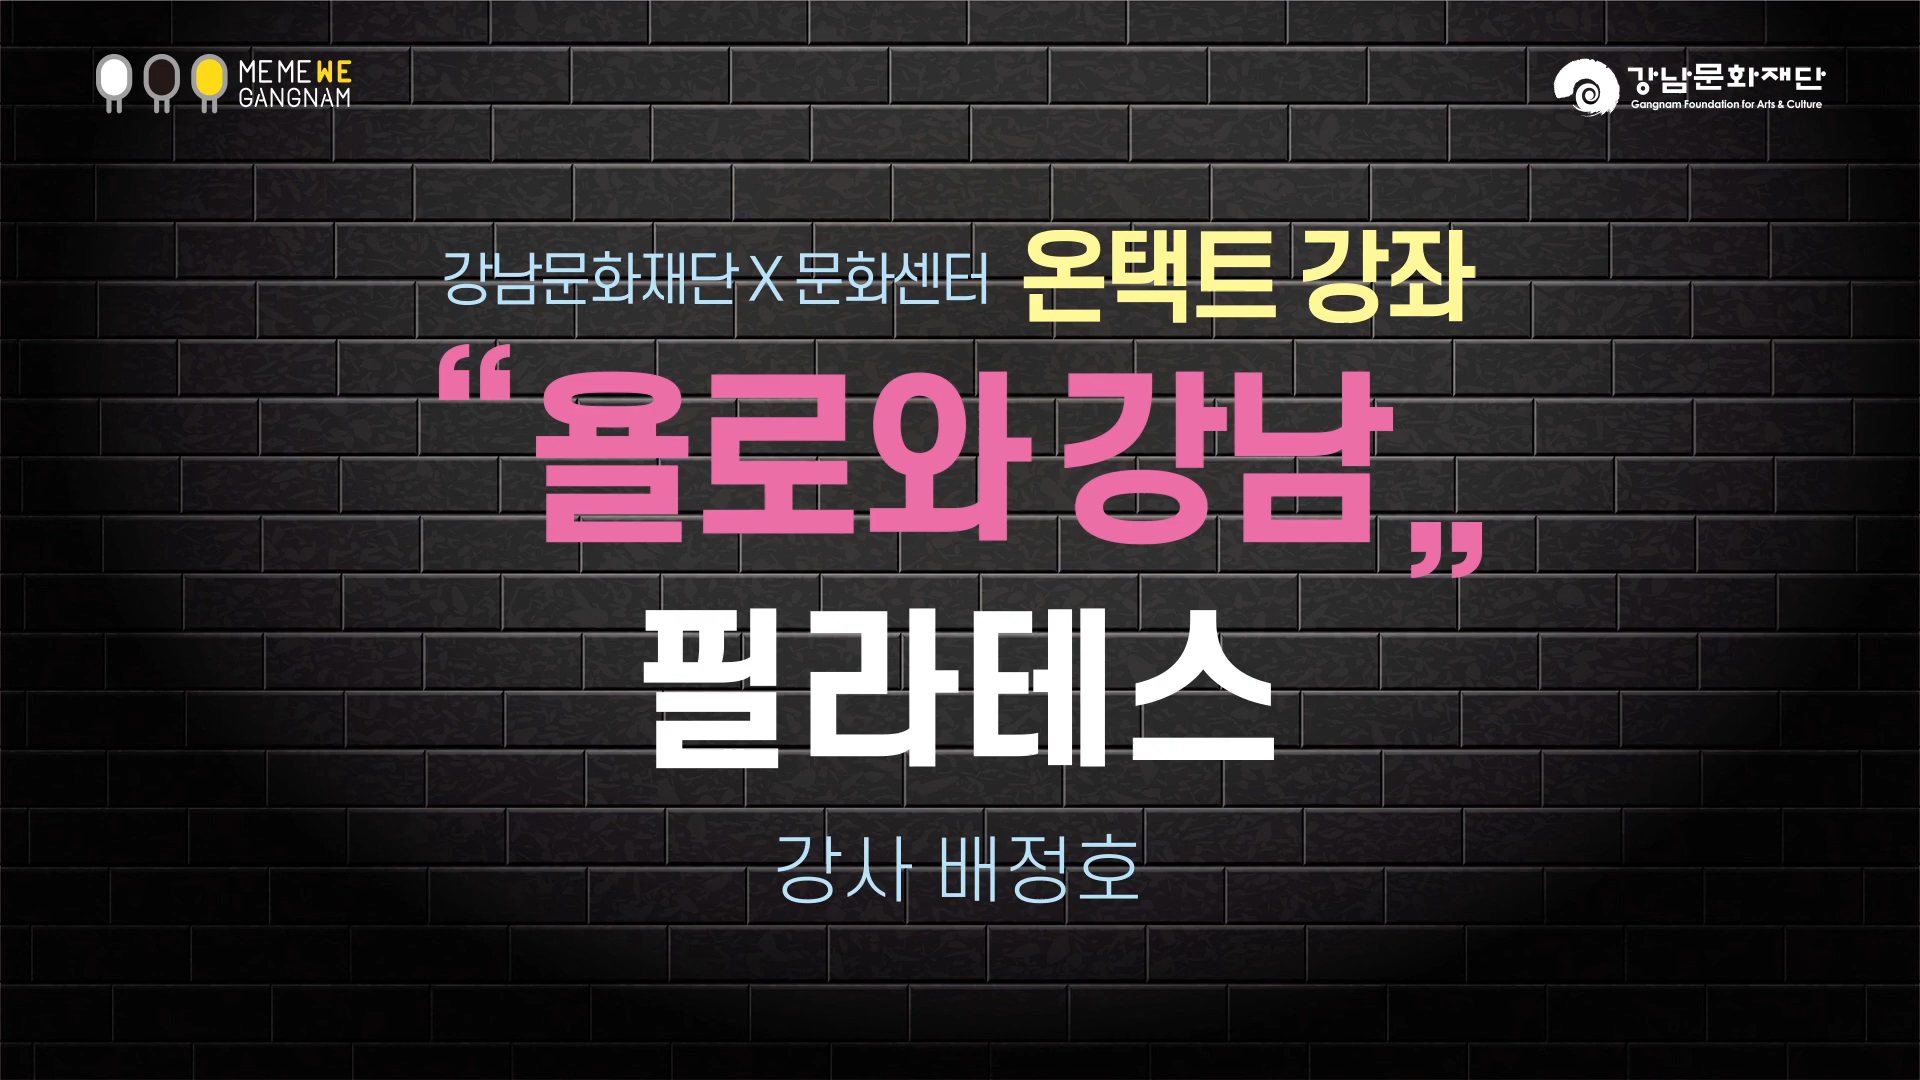 MEMEWE
GANGNAM
강남문화재단
Gangnam Foundation for Arts & Culture
강남문화재단 X 문화센터 온택트 강좌
“욜로와 강남”
필라테스
강사 배정호